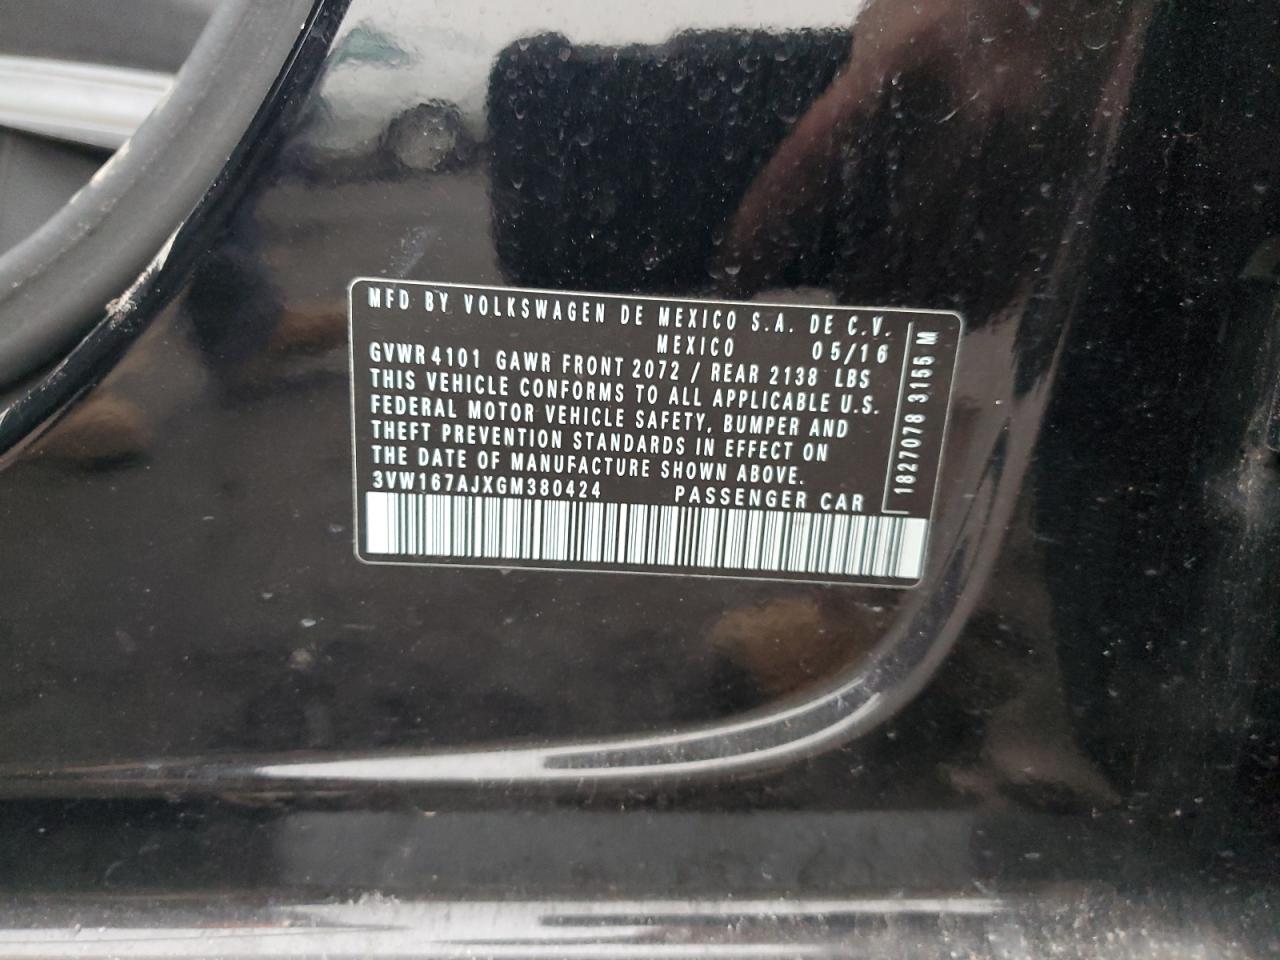 MFD BY VOLKSWAGEN DE MEXICO S.A. DE C.V.
MEXICO 05/16
GVWR 4101 GAWR FRONT 2072 / REAR 2138 LBS
THIS VEHICLE CONFORMS TO ALL APPLICABLE U.S.
FEDERAL MOTOR VEHICLE SAFETY, BUMPER AND
THEFT PREVENTION STANDARDS IN EFFECT ON
THE DATE OF MANUFACTURE SHOWN ABOVE.
3VW167AJXGM380424 PASSENGER CAR
1827078 3155 M